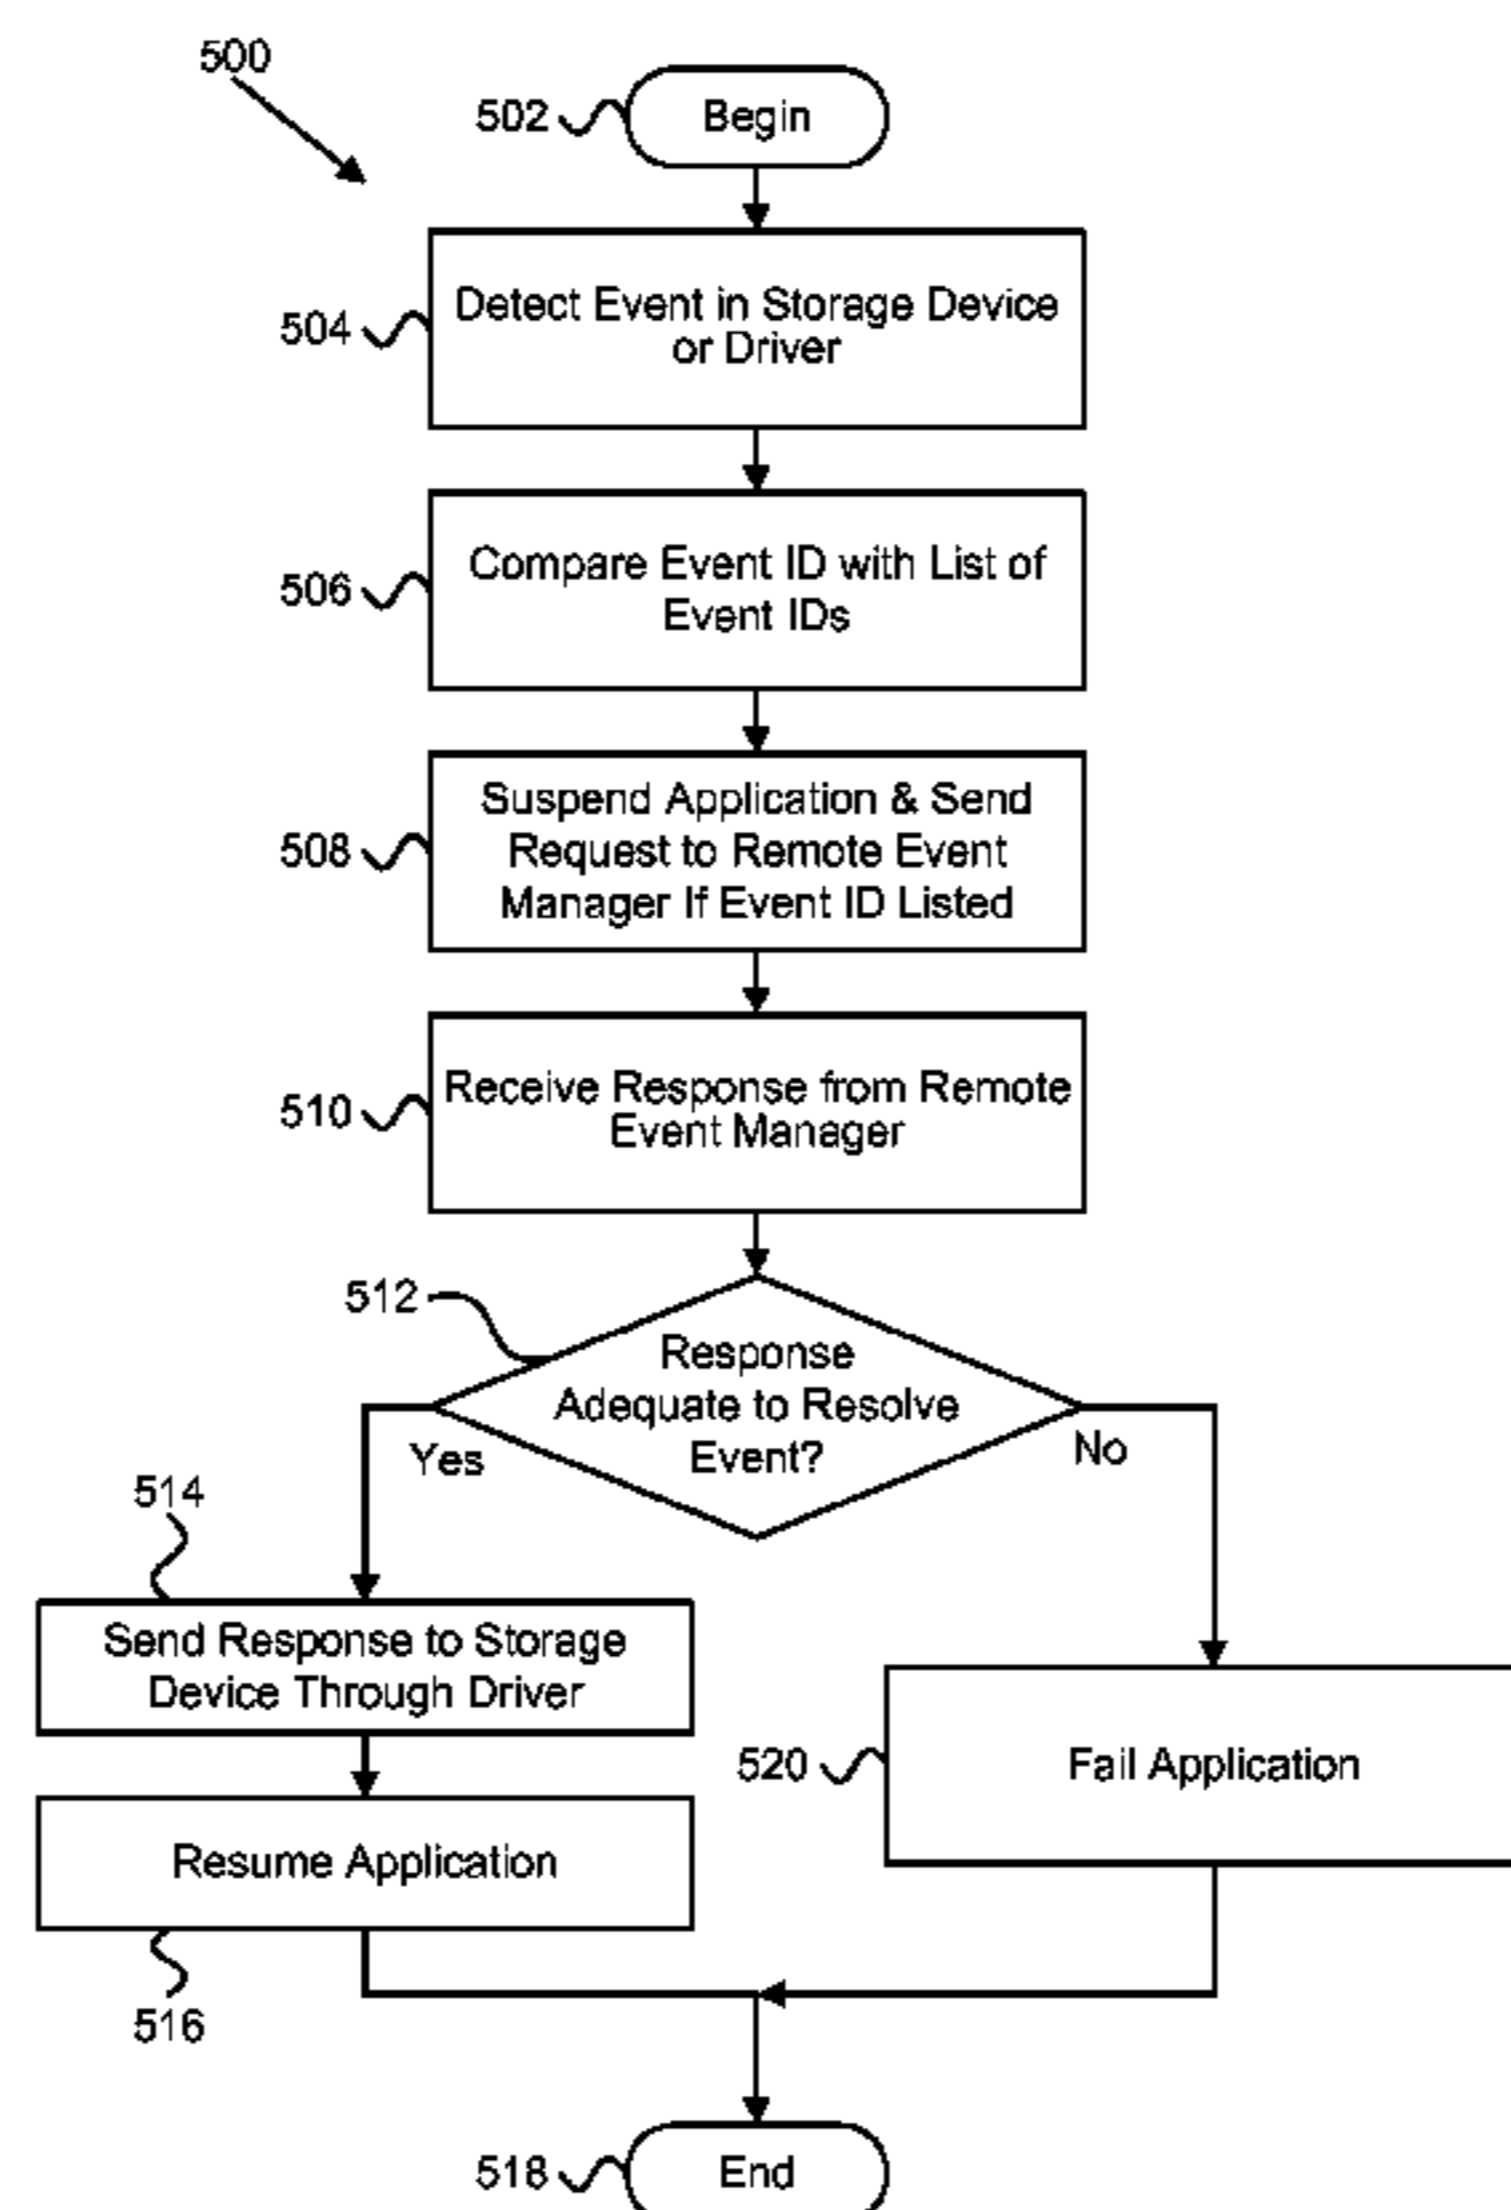 500
502
Begin
504
Detect Event in Storage Device
or Driver
506
Compare Event ID with List of
Event IDs
508
Suspend Application & Send
Request to Remote Event
Manager If Event ID Listed
510
Receive Response from Remote
Event Manager
512
Response
Adequate to Resolve
Event?
Yes
No
514
Send Response to Storage
Device Through Driver
520
Fail Application
Resume Application
516
518
End